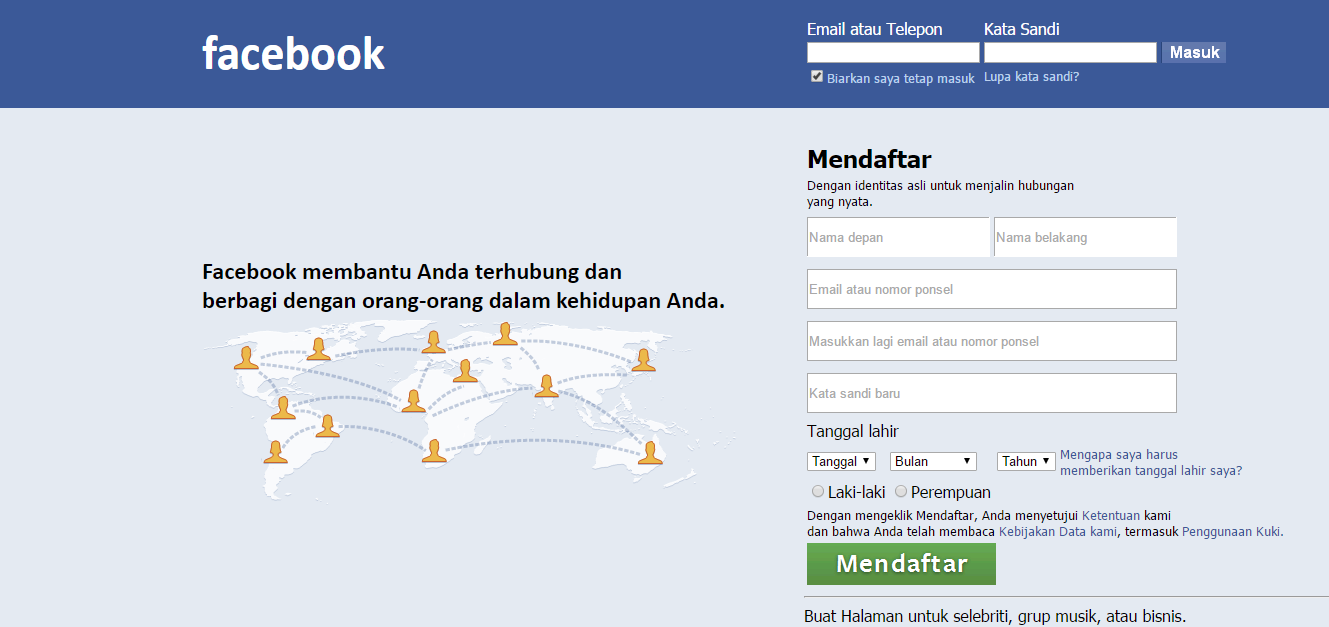 facebook
Email atau Telepon Kata Sandi
Masuk
Biarkan saya tetap masuk Lupa kata sandi?
Facebook membantu Anda terhubung dan
berbagi dengan orang-orang dalam kehidupan Anda.
Mendaftar
Dengan identitas asli untuk menjalin hubungan
yang nyata.
Nama depan Nama belakang
Email atau nomor ponsel
Masukkan lagi email atau nomor ponsel
Kata sandi baru
Tanggal lahir
Tanggal Bulan Tahun
Mengapa saya harus
memberikan tanggal lahir saya?
Laki-laki Perempuan
Dengan mengeklik Mendaftar, Anda menyetujui Ketentuan kami
dan bahwa Anda telah membaca Kebijakan Data kami, termasuk Penggunaan Kuki.
Mendaftar
Buat Halaman untuk selebriti, grup musik, atau bisnis.